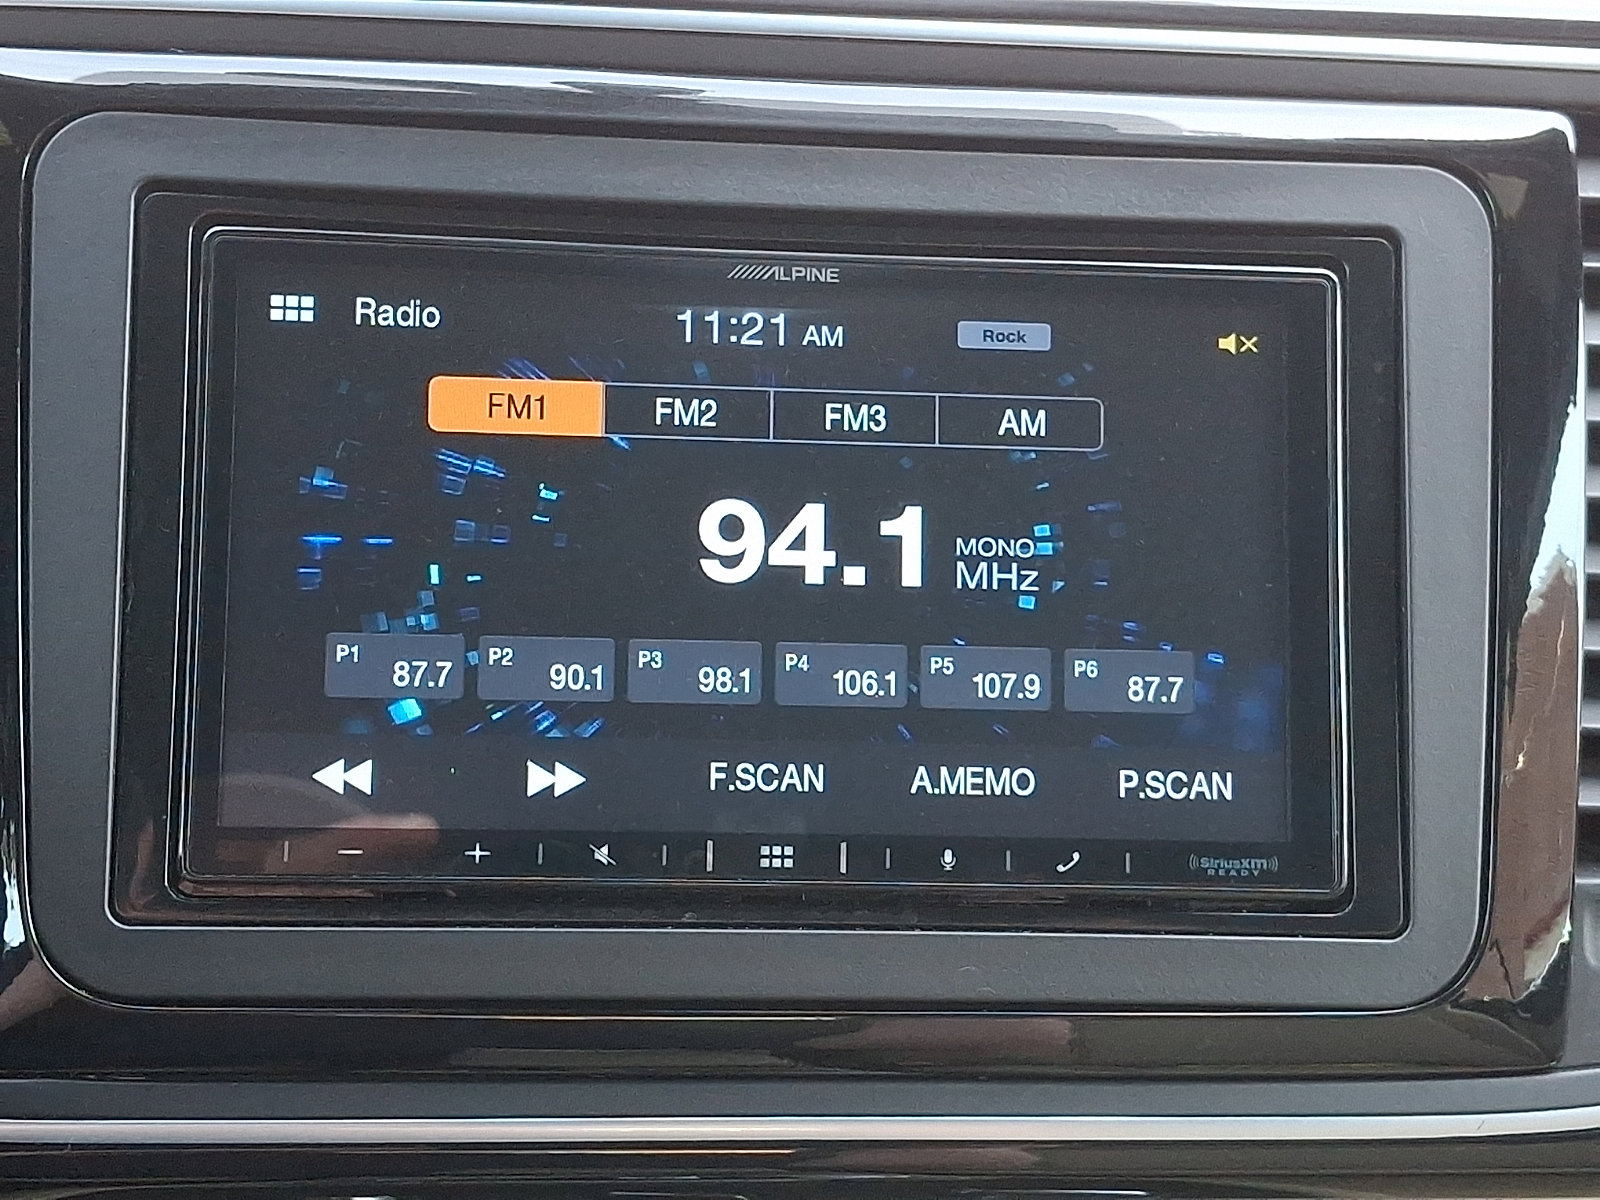 ALPINE
Radio 11:21 AM Rock
FM1 FM2 FM3 AM
94.1 MONO MHz
P1 87.7 P2 90.1 P3 98.1 P4 106.1 P5 107.9 P6 87.7
F.SCAN A.MEMO P.SCAN
((SiriusXM))
READY